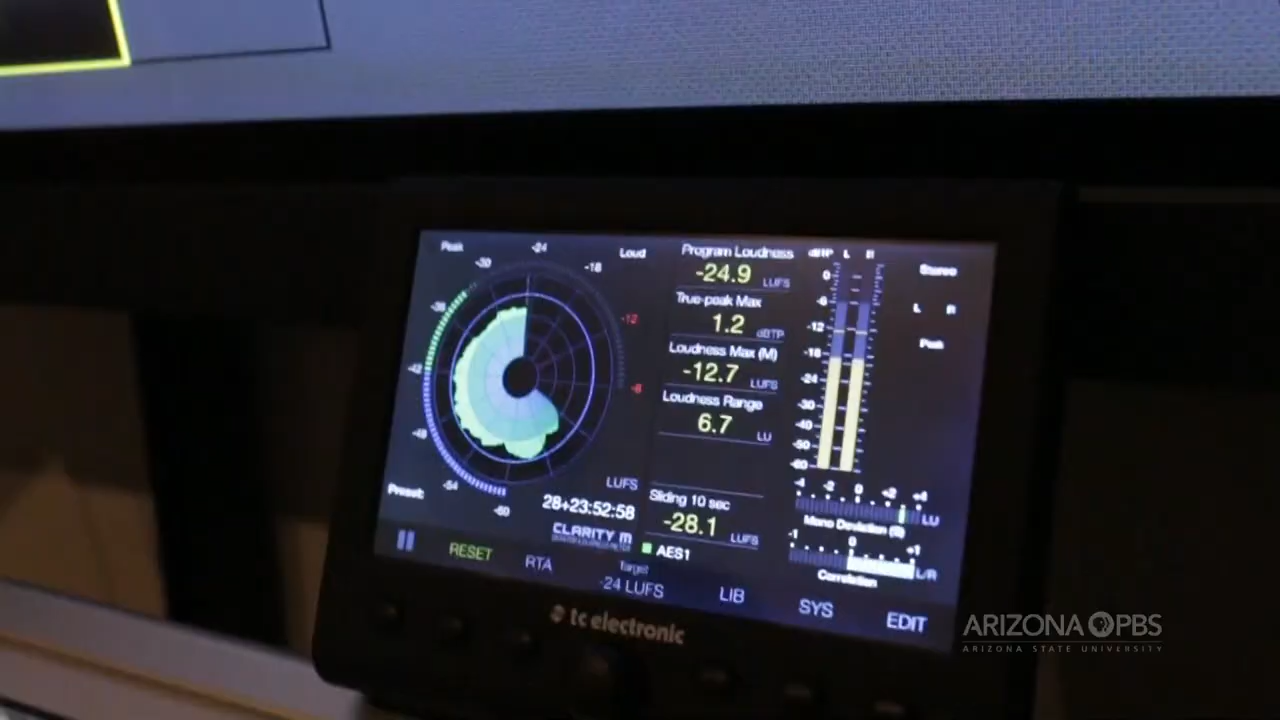 Peak
-24
Loud
-30
-18
-36
-12
-42
-6
-48
-54
-60
LUFS
Preset:
28+23:52:58
CLARITY M
Program Loudness
-24.9 LUFS
True-peak Max
1.2 dBTP
Loudness Max (M)
-12.7 LUFS
Loudness Range
6.7 LU
Sliding 10 sec
-28.1 LUFS
AES1
dBTP L R
0
-6
-12
-18
-24
-30
-40
-50
-60
Stereo
L R
Peak
-4 -2 0 +2 +4
LU
Mono Deviation (S)
-1 0 +1
L/R
Correlation
RESET
RTA
Target
-24 LUFS
LIB
SYS
EDIT
tc electronic
ARIZONA PBS
ARIZONA STATE UNIVERSITY